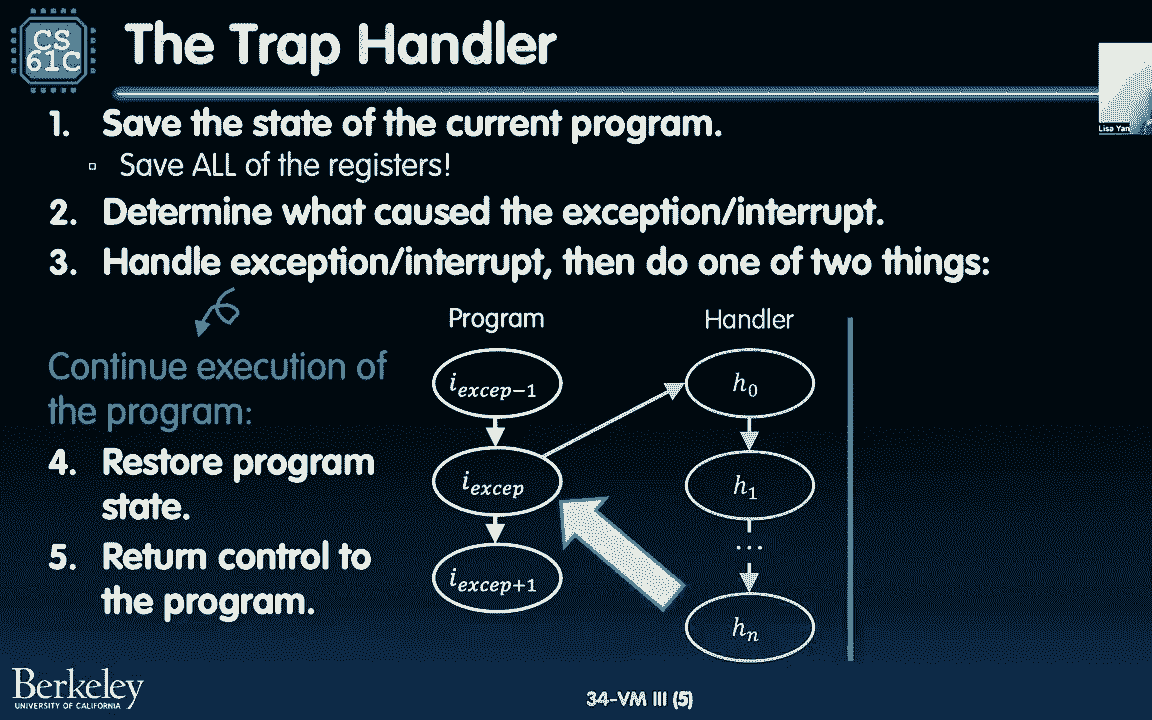 CS
61C
The Trap Handler
Lisa Yan
1. Save the state of the current program.
▫ Save ALL of the registers!
2. Determine what caused the exception/interrupt.
3. Handle exception/interrupt, then do one of two things:
Continue execution of
the program:
4. Restore program
state.
5. Return control to
the program.
Program
i_{excep-1}
i_{excep}
i_{excep+1}
Handler
h_0
h_1
...
h_n
Berkeley
UNIVERSITY OF CALIFORNIA
34-VM III (5)